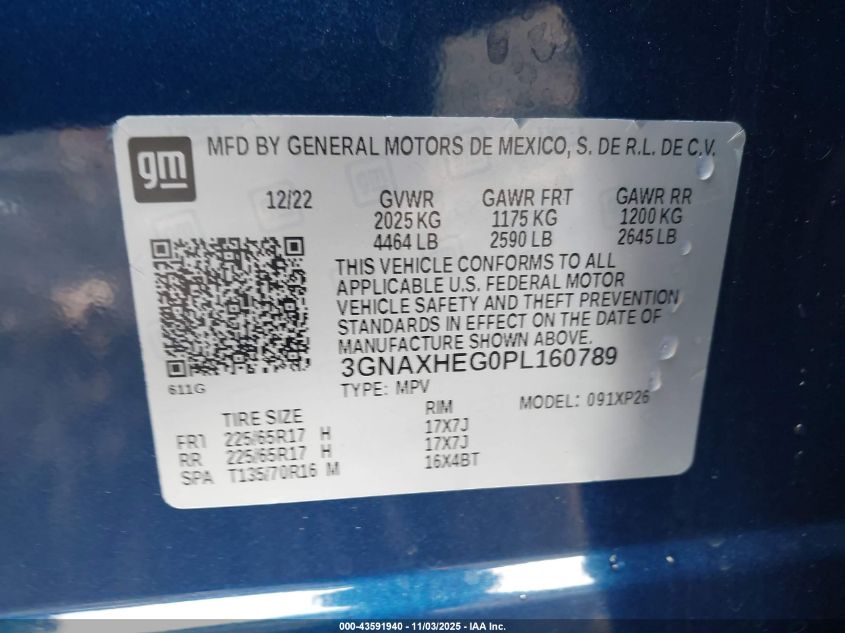 gm
MFD BY GENERAL MOTORS DE MEXICO, S. DE R.L. DE C.V.
12/22 GVWR GAWR FRT GAWR RR
2025 KG 1175 KG 1200 KG
4464 LB 2590 LB 2645 LB
THIS VEHICLE CONFORMS TO ALL
APPLICABLE U.S. FEDERAL MOTOR
VEHICLE SAFETY AND THEFT PREVENTION
STANDARDS IN EFFECT ON THE DATE OF
MANUFACTURE SHOWN ABOVE.
3GNAXHEG0PL160789
611G TYPE: MPV MODEL: 091XP26
TIRE SIZE RIM
FRT 225/65R17 H 17X7J
RR 225/65R17 H 17X7J
SPA T135/70R16 M 16X4BT
000-43591940 - 11/03/2025 - IAA Inc.